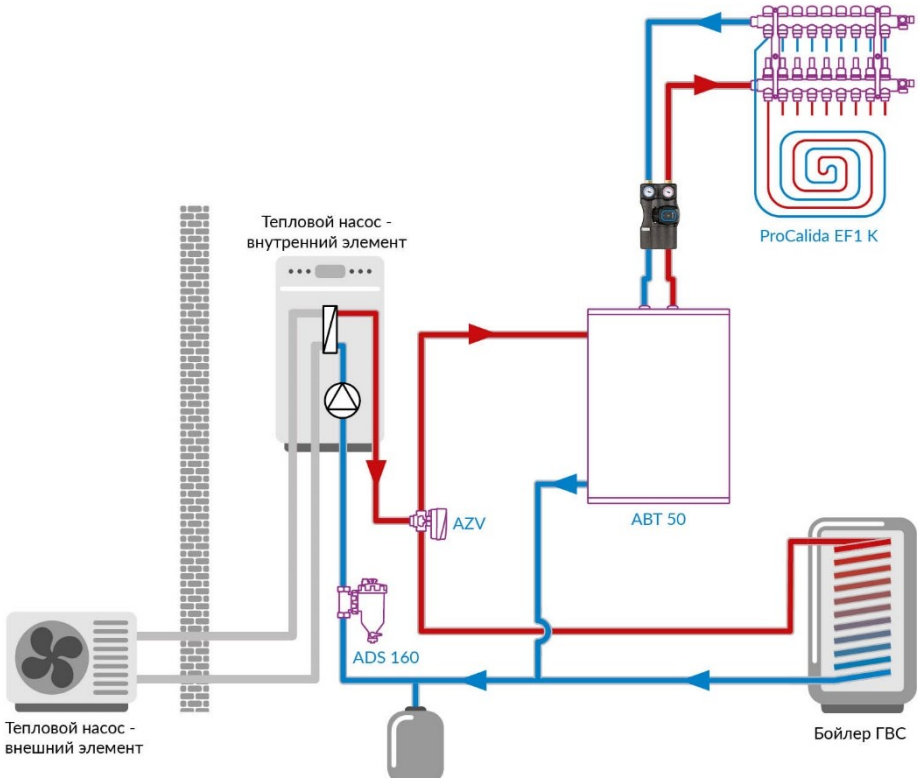 ProCalida EF1 K
Тепловой насос -
внутренний элемент
ABT 50
AZV
ADS 160
Тепловой насос -
внешний элемент
Бойлер ГВС